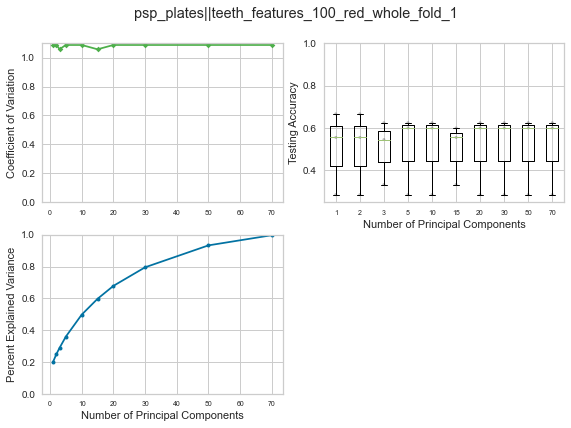 psp_plates||teeth_features_100_red_whole_fold_1
Coefficient of Variation
1.0
0.8
0.6
0.4
0.2
0.0
0 10 20 30 40 50 60 70
Testing Accuracy
1.0
0.8
0.6
0.4
1 2 3 5 10 15 20 30 50 70
Number of Principal Components
Percent Explained Variance
1.0
0.8
0.6
0.4
0.2
0.0
0 10 20 30 40 50 60 70
Number of Principal Components